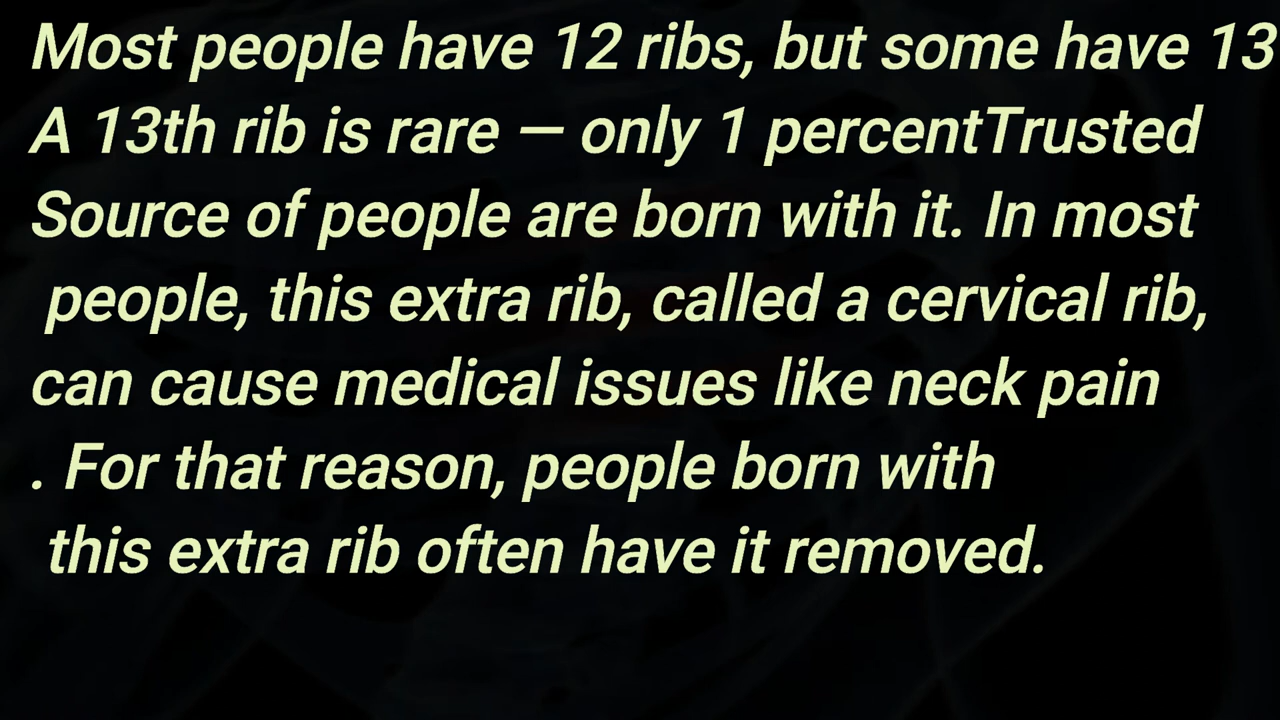 Most people have 12 ribs, but some have 13
A 13th rib is rare — only 1 percentTrusted
Source of people are born with it. In most
people, this extra rib, called a cervical rib,
can cause medical issues like neck pain
. For that reason, people born with
this extra rib often have it removed.